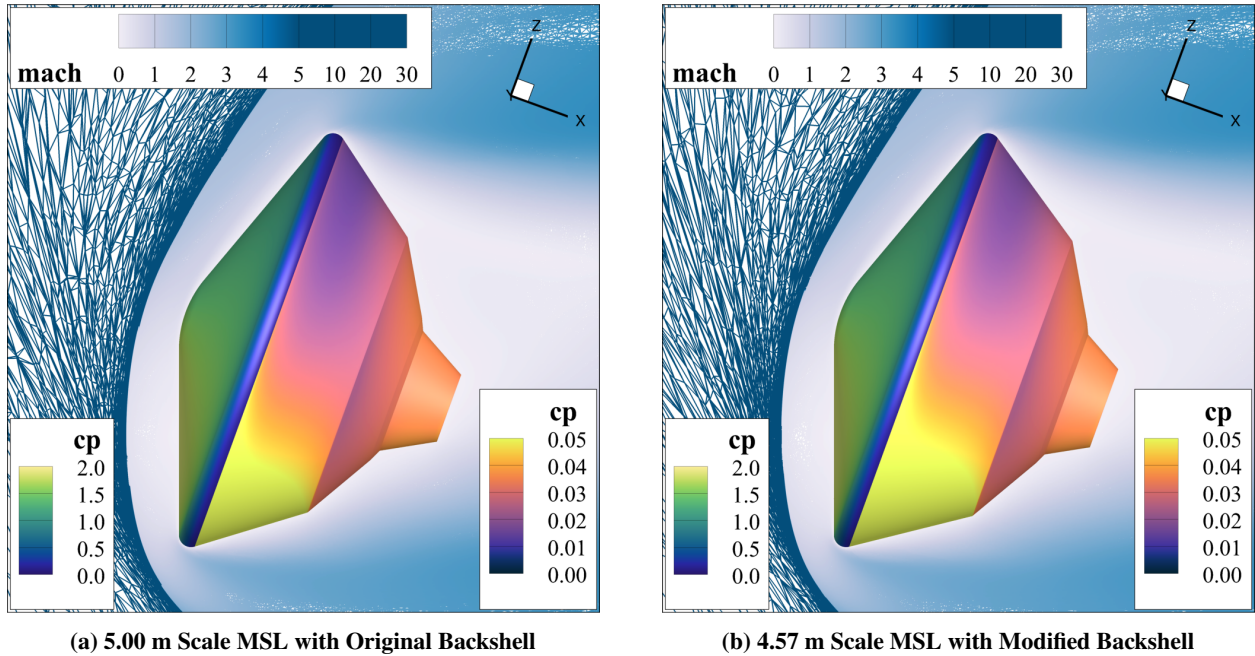 mach
0 1 2 3 4 5 10 20 30
Z
Y
X
cp
2.0
1.5
1.0
0.5
0.0
cp
0.05
0.04
0.03
0.02
0.01
0.00
(a) 5.00 m Scale MSL with Original Backshell
mach
0 1 2 3 4 5 10 20 30
Z
Y
X
cp
2.0
1.5
1.0
0.5
0.0
cp
0.05
0.04
0.03
0.02
0.01
0.00
(b) 4.57 m Scale MSL with Modified Backshell